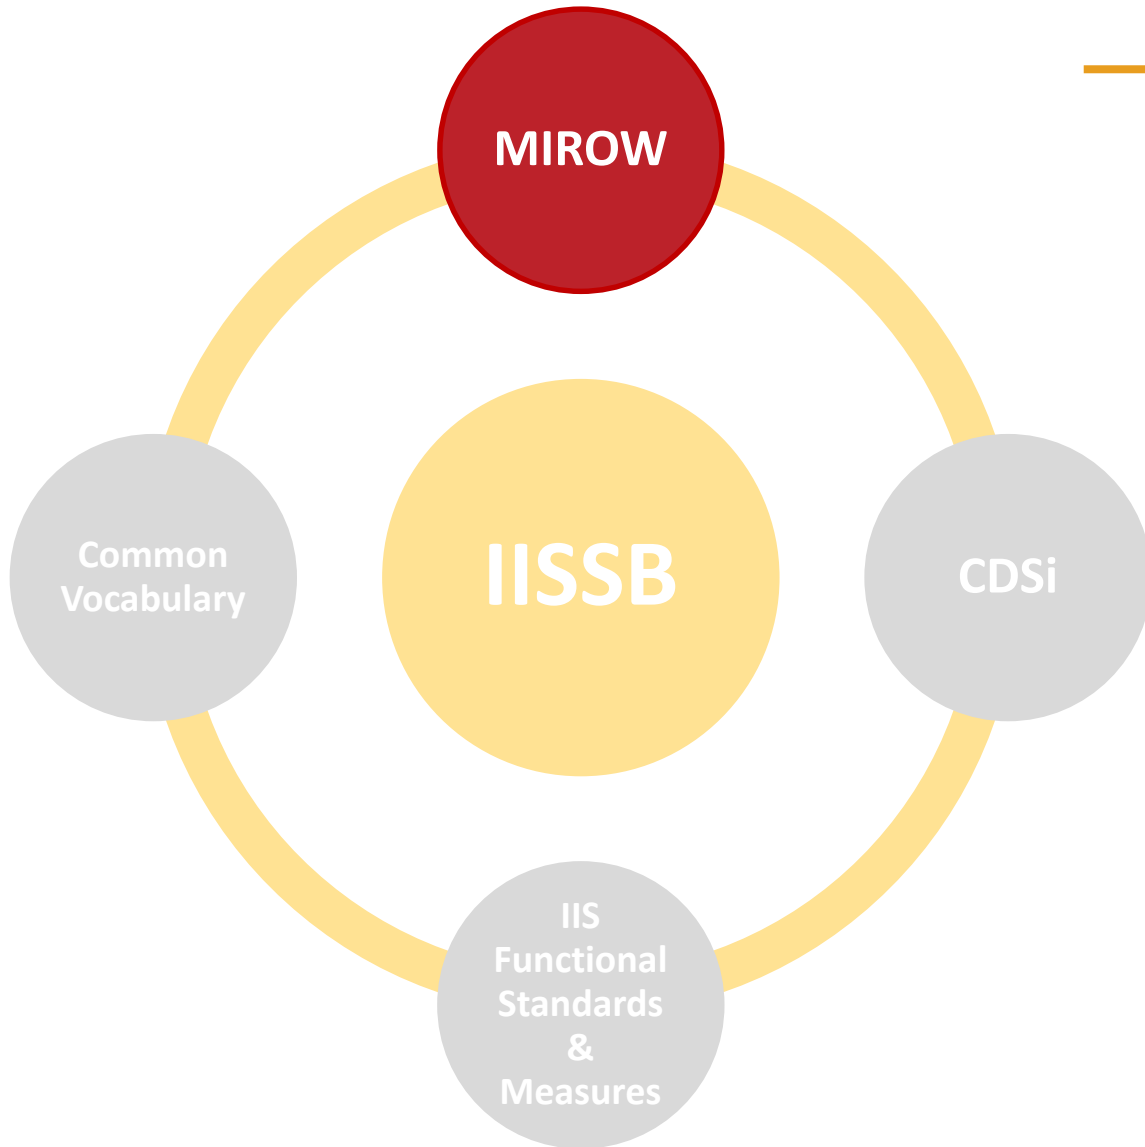 MIROW
Common
Vocabulary
IISSB
CDSi
IIS
Functional
Standards
&
Measures